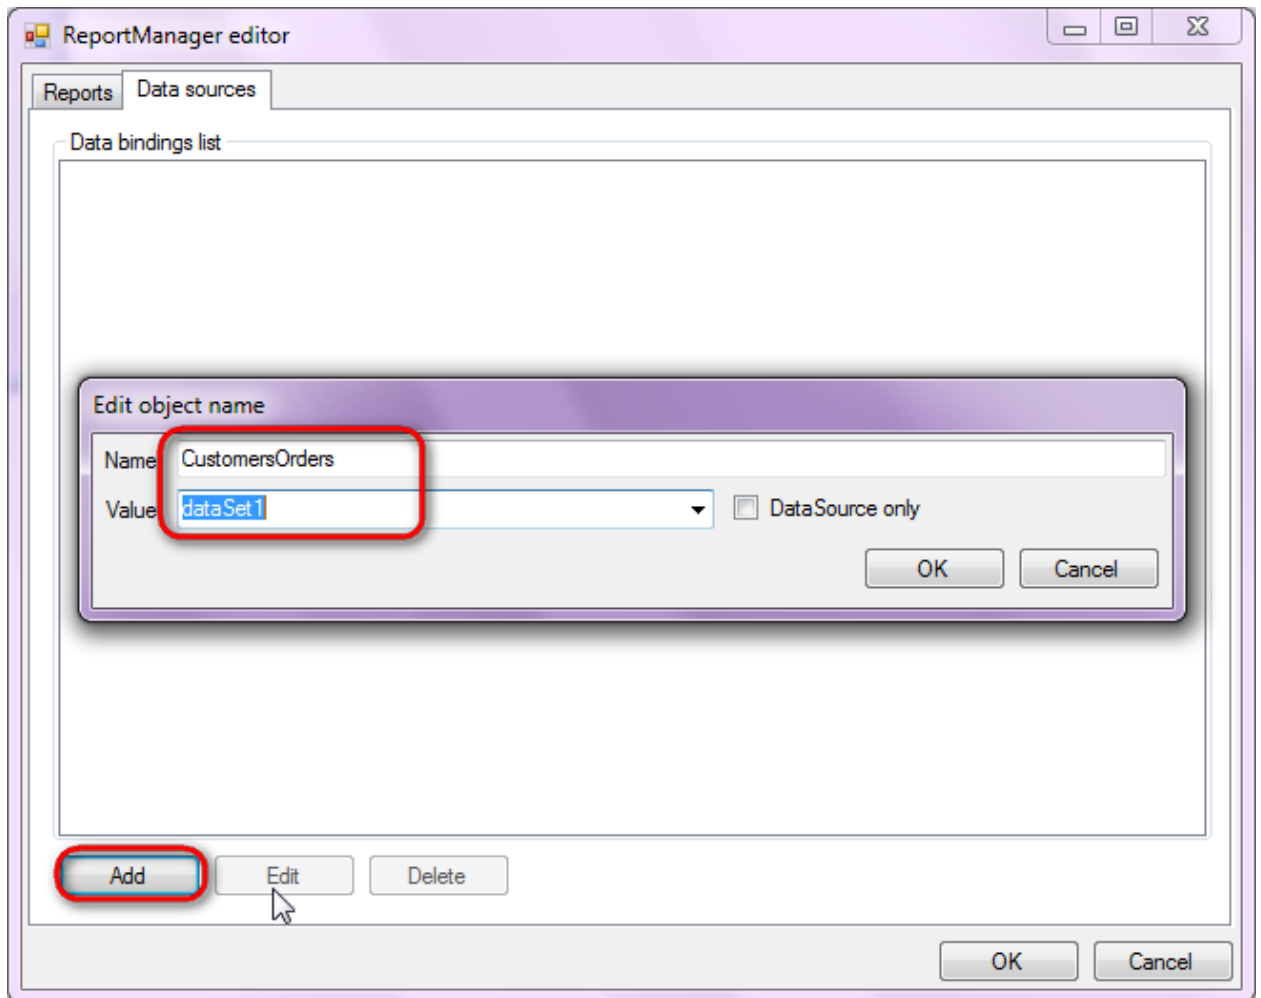 ReportManager editor
Reports Data sources
Data bindings list
Edit object name
Name CustomersOrders
Value dataSet1 DataSource only
OK Cancel
Add Edit Delete
OK Cancel